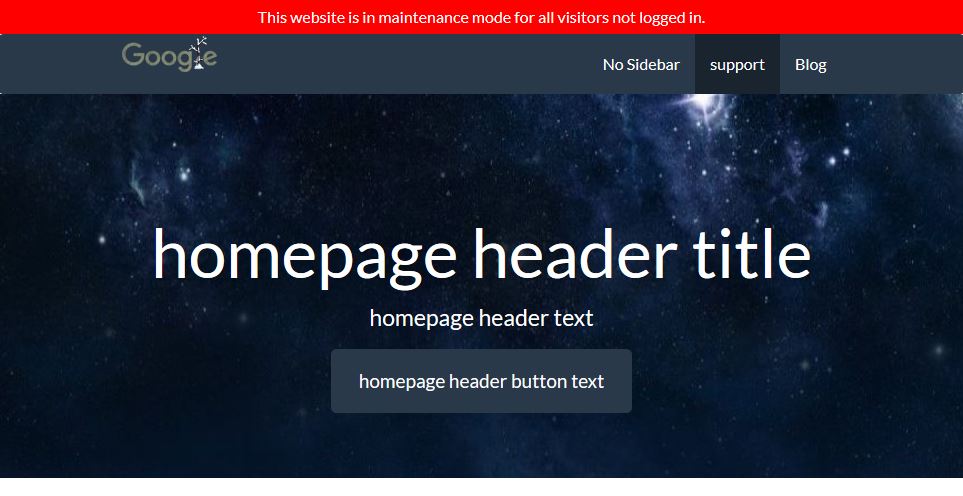 This website is in maintenance mode for all visitors not logged in.
Google
No Sidebar
support
Blog
homepage header title
homepage header text
homepage header button text